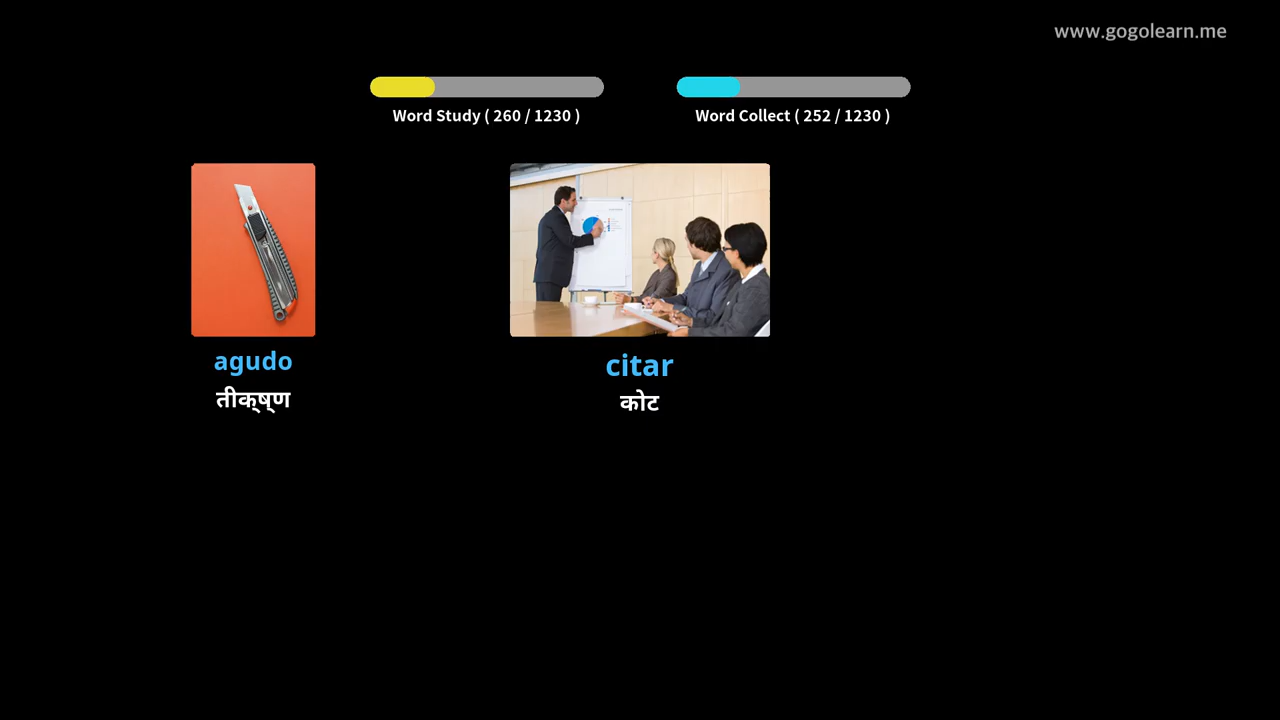 www.gogolearn.me
Word Study ( 260 / 1230 )
Word Collect ( 252 / 1230 )
agudo
तीक्ष्ण
citar
कोट